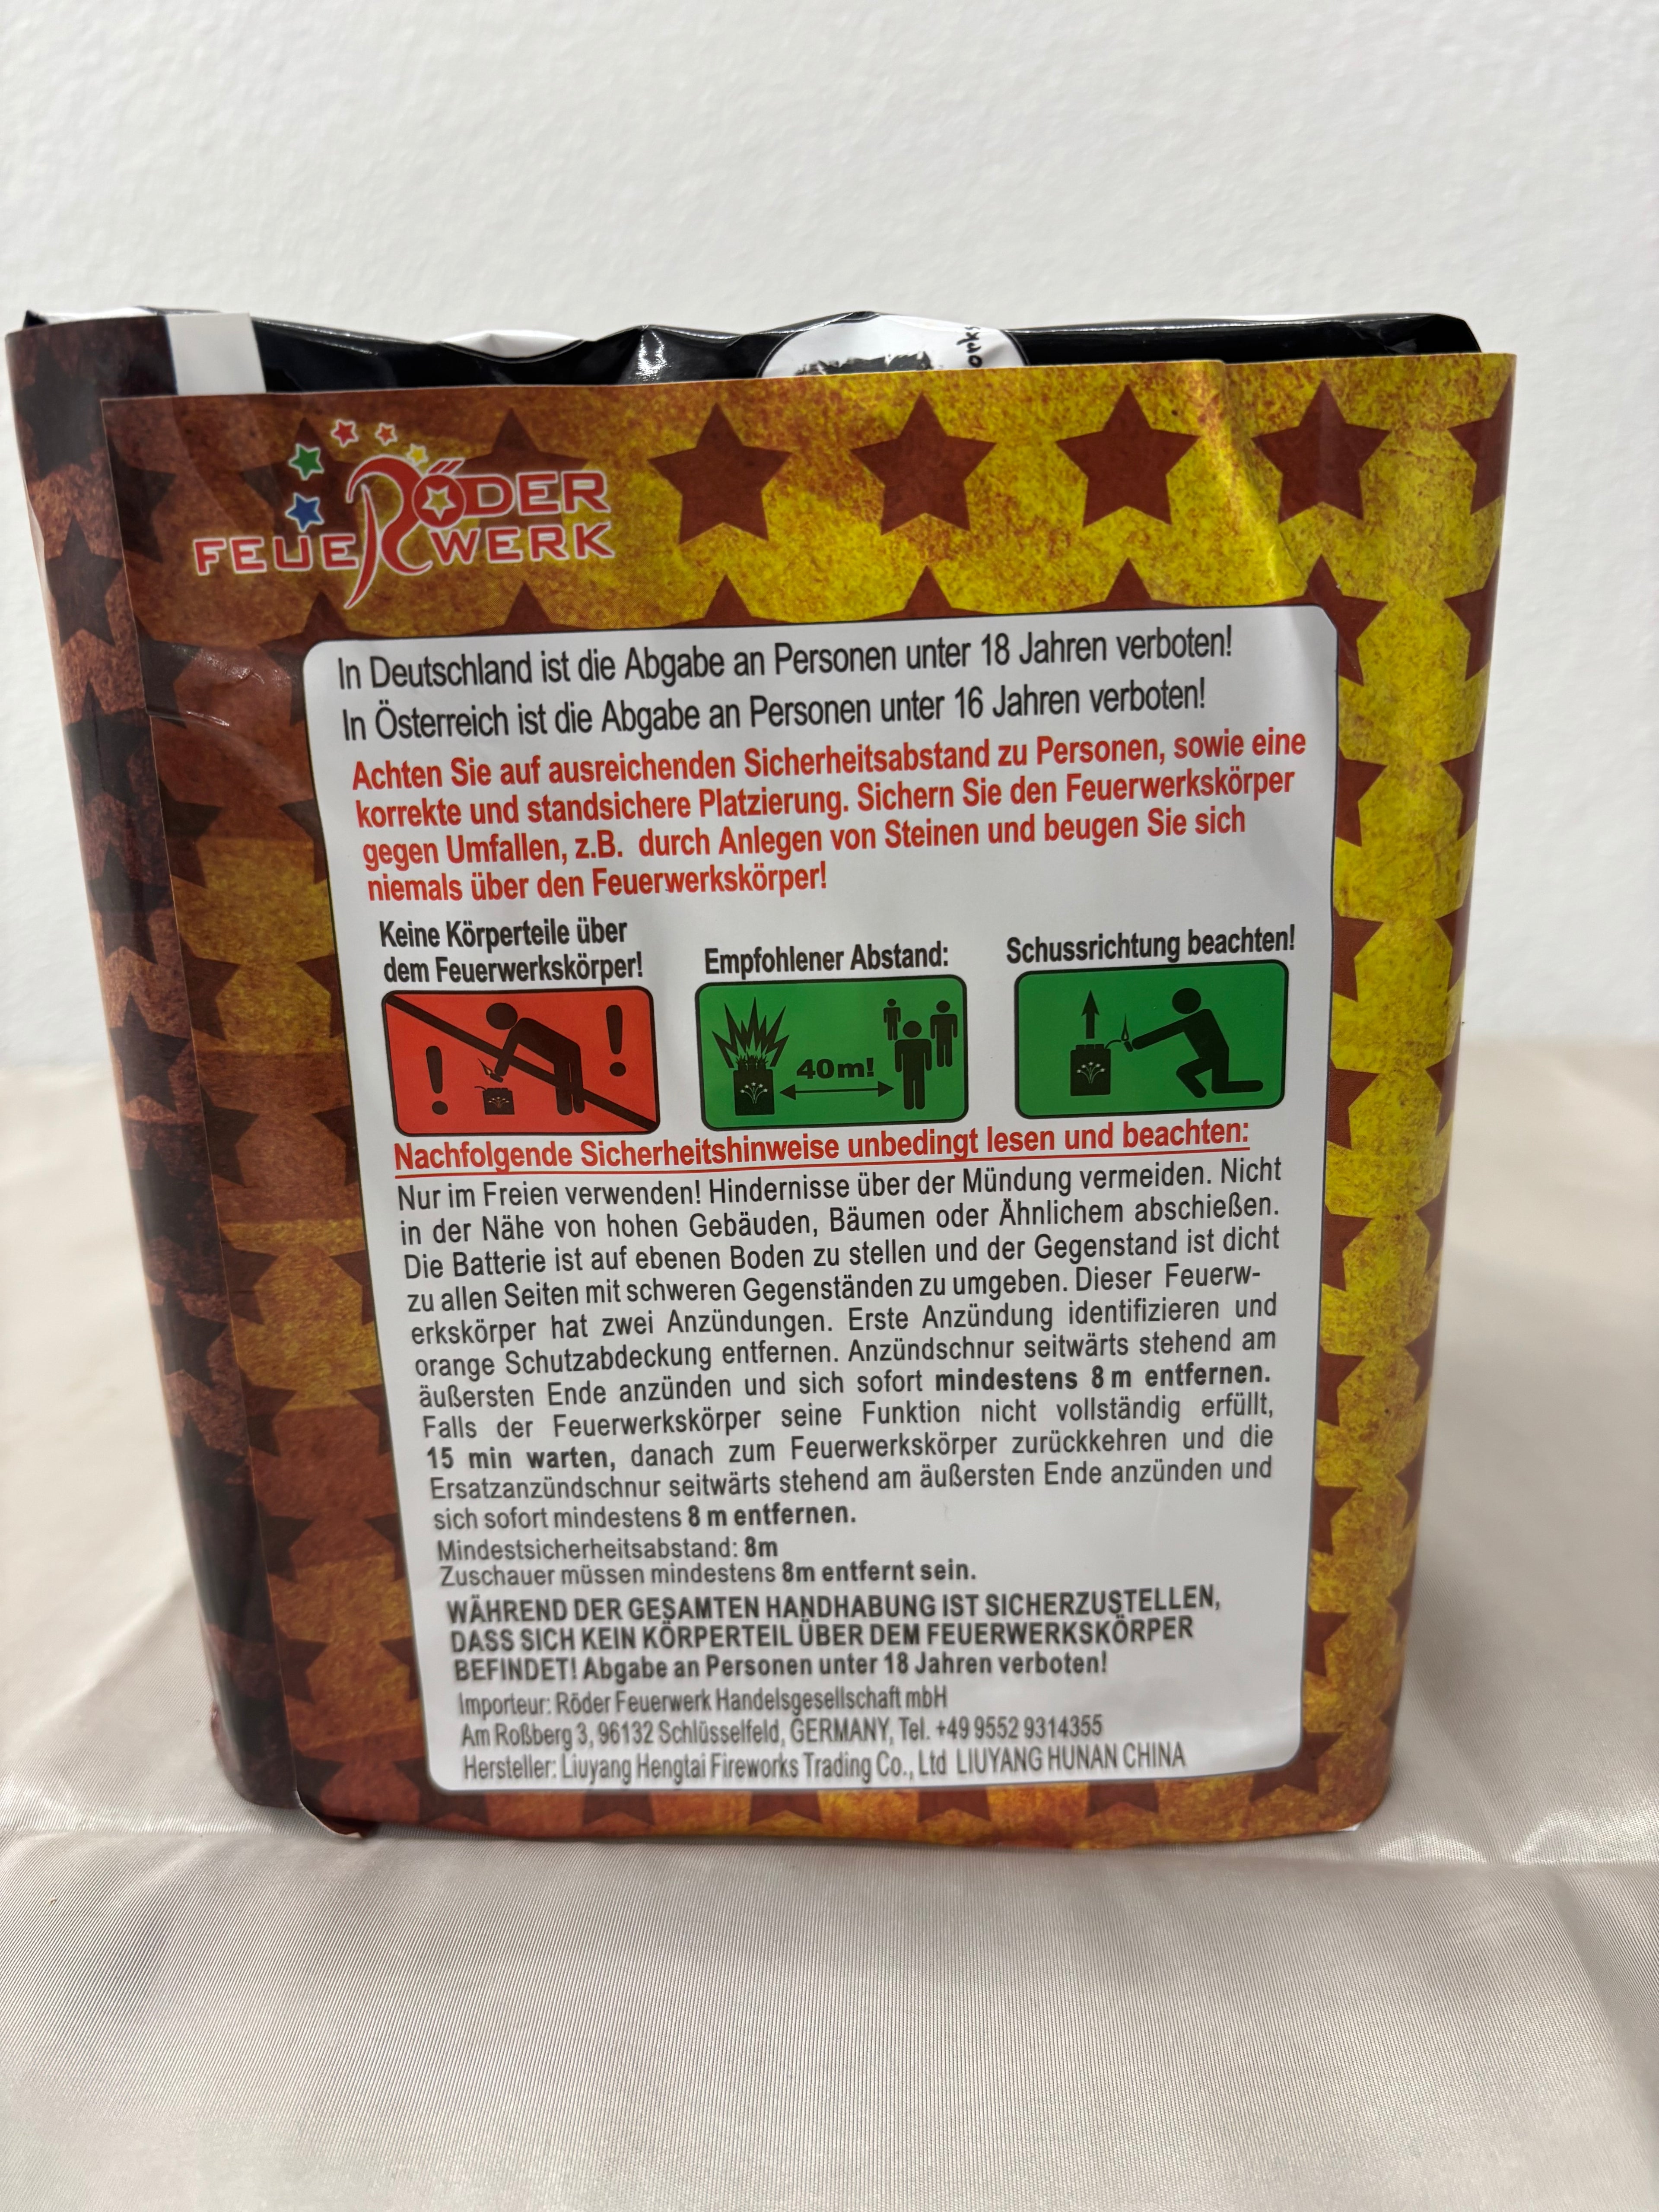 orks
RÖDER
FEUERWERK
In Deutschland ist die Abgabe an Personen unter 18 Jahren verboten!
In Österreich ist die Abgabe an Personen unter 16 Jahren verboten!
Achten Sie auf ausreichenden Sicherheitsabstand zu Personen, sowie eine
korrekte und standsichere Platzierung. Sichern Sie den Feuerwerkskörper
gegen Umfallen, z.B. durch Anlegen von Steinen und beugen Sie sich
niemals über den Feuerwerkskörper!
Keine Körperteile über
dem Feuerwerkskörper!
Empfohlener Abstand:
Schussrichtung beachten!
! !
40m!
Nachfolgende Sicherheitshinweise unbedingt lesen und beachten:
Nur im Freien verwenden! Hindernisse über der Mündung vermeiden. Nicht
in der Nähe von hohen Gebäuden, Bäumen oder Ähnlichem abschießen.
Die Batterie ist auf ebenen Boden zu stellen und der Gegenstand ist dicht
zu allen Seiten mit schweren Gegenständen zu umgeben. Dieser Feuerw-
erkskörper hat zwei Anzündungen. Erste Anzündung identifizieren und
orange Schutzabdeckung entfernen. Anzündschnur seitwärts stehend am
äußersten Ende anzünden und sich sofort mindestens 8 m entfernen.
Falls der Feuerwerkskörper seine Funktion nicht vollständig erfüllt,
15 min warten, danach zum Feuerwerkskörper zurückkehren und die
Ersatzanzündschnur seitwärts stehend am äußersten Ende anzünden und
sich sofort mindestens 8 m entfernen.
Mindestsicherheitsabstand: 8m
Zuschauer müssen mindestens 8m entfernt sein.
WÄHREND DER GESAMTEN HANDHABUNG IST SICHERZUSTELLEN,
DASS SICH KEIN KÖRPERTEIL ÜBER DEM FEUERWERKSKÖRPER
BEFINDET! Abgabe an Personen unter 18 Jahren verboten!
Importeur: Röder Feuerwerk Handelsgesellschaft mbH
Am Roßberg 3, 96132 Schlüsselfeld, GERMANY, Tel. +49 9552 9314355
Hersteller: Liuyang Hengtai Fireworks Trading Co., Ltd LIUYANG HUNAN CHINA